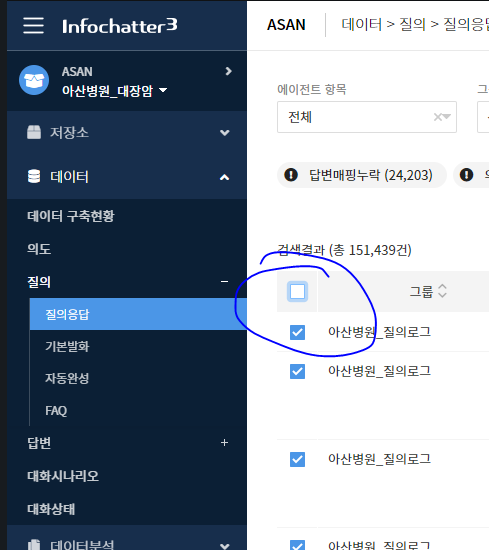 Infochatter3
ASAN
데이터 > 질의 > 질의응답
ASAN
아산병원_대장암
에이전트 항목
그
전체
저장소
데이터
답변매핑누락 (24,203)
데이터 구축현황
의도
검색결과 (총 151,439건)
질의
그룹
질의응답
아산병원_질의로그
기본발화
아산병원_질의로그
자동완성
FAQ
답변
아산병원_질의로그
대화시나리오
대화상태
데이터분석
아산병원_질의로그